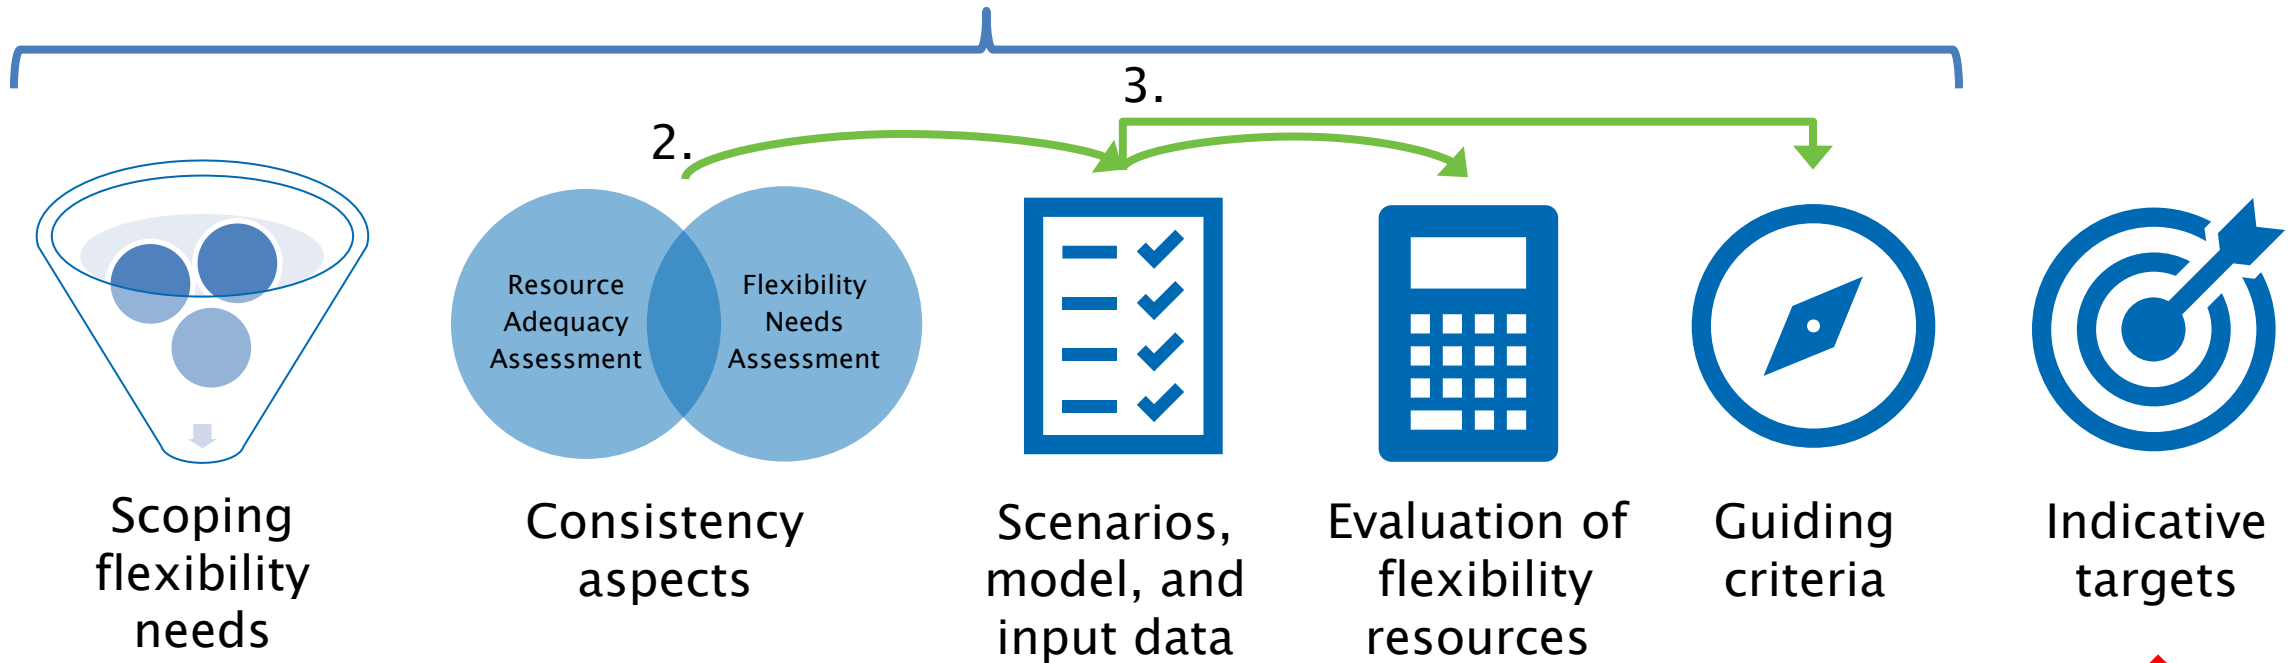 3.
2.
Resource
Adequacy
Assessment
Flexibility
Needs
Assessment
Scoping
flexibility
needs
Consistency
aspects
Scenarios,
model, and
input data
Evaluation of
flexibility
resources
Guiding
criteria
Indicative
targets